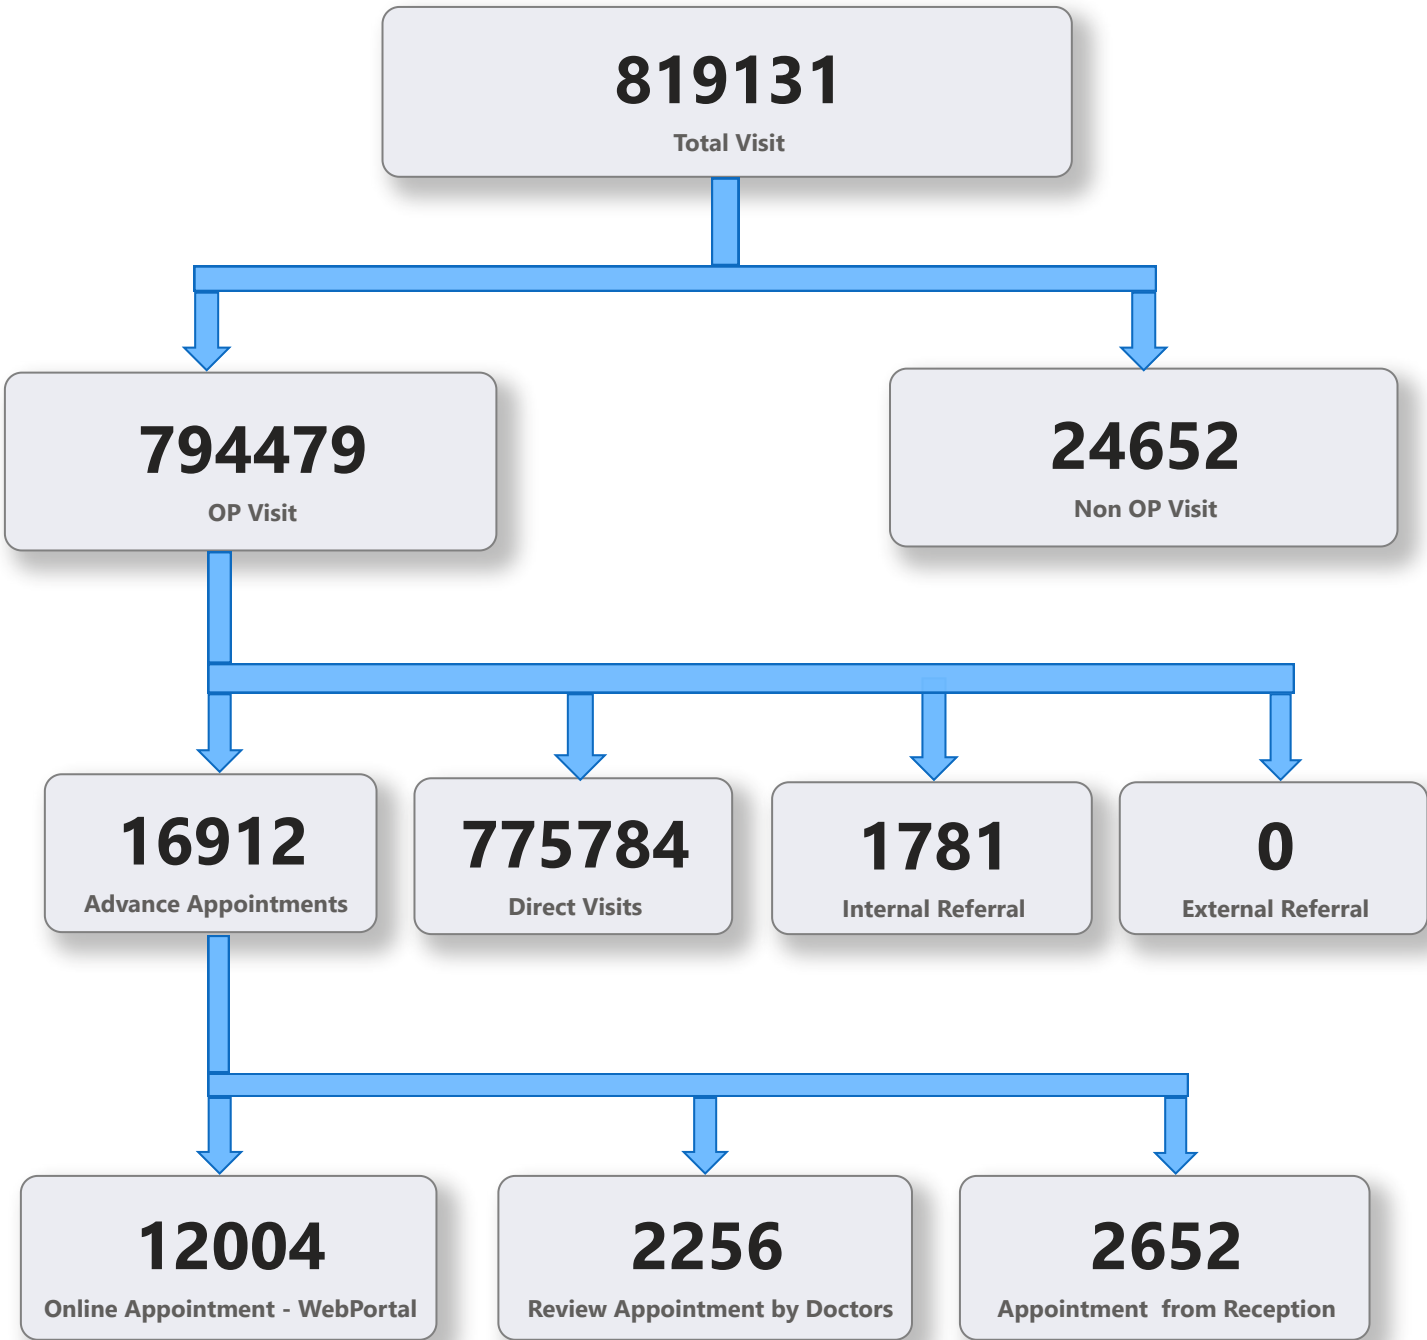 819131
Total Visit
794479
OP Visit
24652
Non OP Visit
16912
Advance Appointments
775784
Direct Visits
1781
Internal Referral
0
External Referral
12004
Online Appointment - WebPortal
2256
Review Appointment by Doctors
2652
Appointment  from Reception